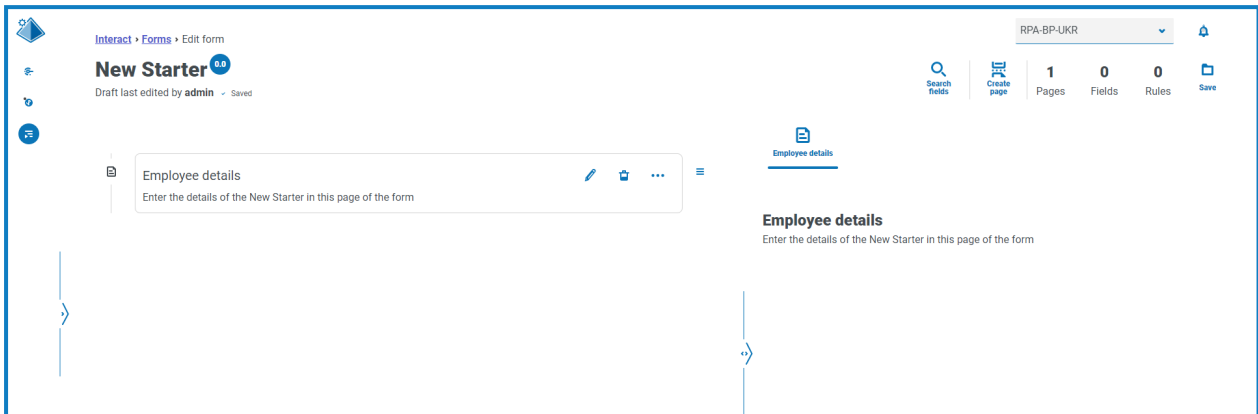 RPA-BP-UKR
Interact › Forms › Edit form
New Starter 0.0
Draft last edited by admin ✓ Saved
Search fields
Create page
1 Pages
0 Fields
0 Rules
Save
Employee details
Enter the details of the New Starter in this page of the form
Employee details
Employee details
Enter the details of the New Starter in this page of the form